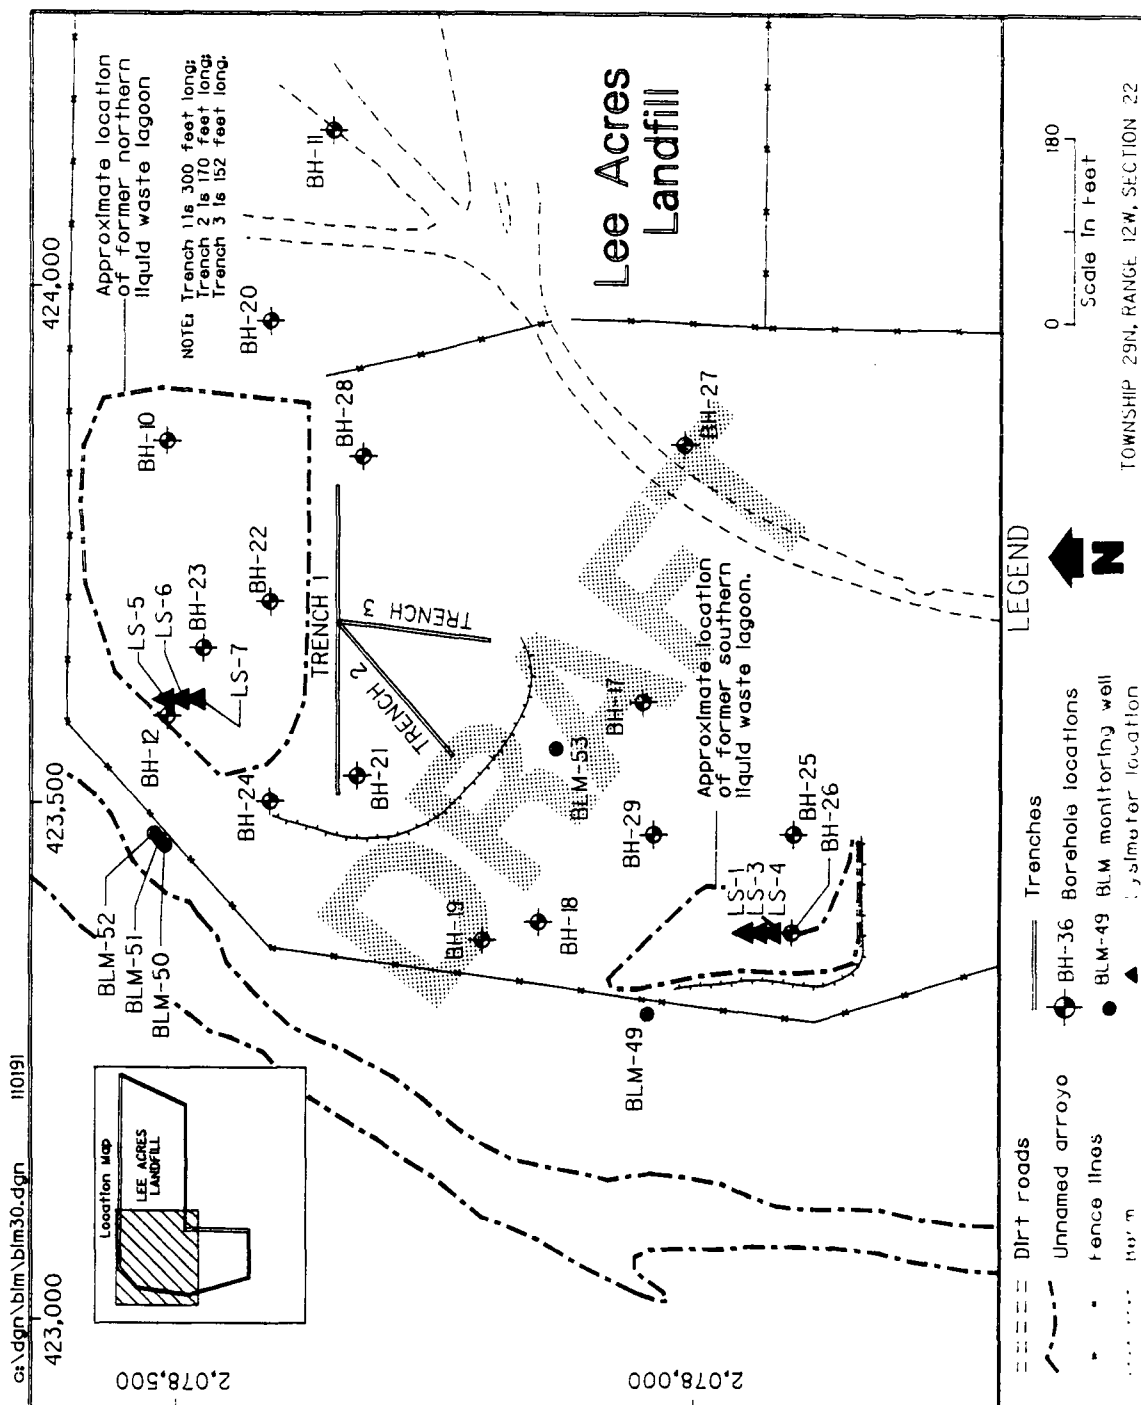 c:\dgn\blm\blm30.dgn 110191
423,000
423,500
424,000
2,078,500
2,078,000
Location Map
LEE ACRES
LANDFILL
Approximate location
of former northern
liquid waste lagoon
NOTE: Trench 1 is 300 feet long;
Trench 2 is 170 feet long;
Trench 3 is 152 feet long.
BH-11
BH-20
BH-10
BH-28
BH-22
BH-23
LS-5
LS-6
LS-7
BH-12
BH-24
BH-21
TRENCH 1
TRENCH 2
TRENCH 3
BLM-52
BLM-51
BLM-50
BH-19
BH-18
BLM-53
BH-17
BH-27
BH-29
BH-25
BH-26
LS-1
LS-3
LS-4
BLM-49
Approximate location
of former southern
liquid waste lagoon.
DRAFT
Lee Acres
Landfill
0 180
Scale In Feet
TOWNSHIP 29N, RANGE 12W, SECTION 22
N
LEGEND
Dirt roads
Unnamed arroyo
Fence lines
Trenches
BH-36 Borehole locations
BLM-49 BLM monitoring well
location